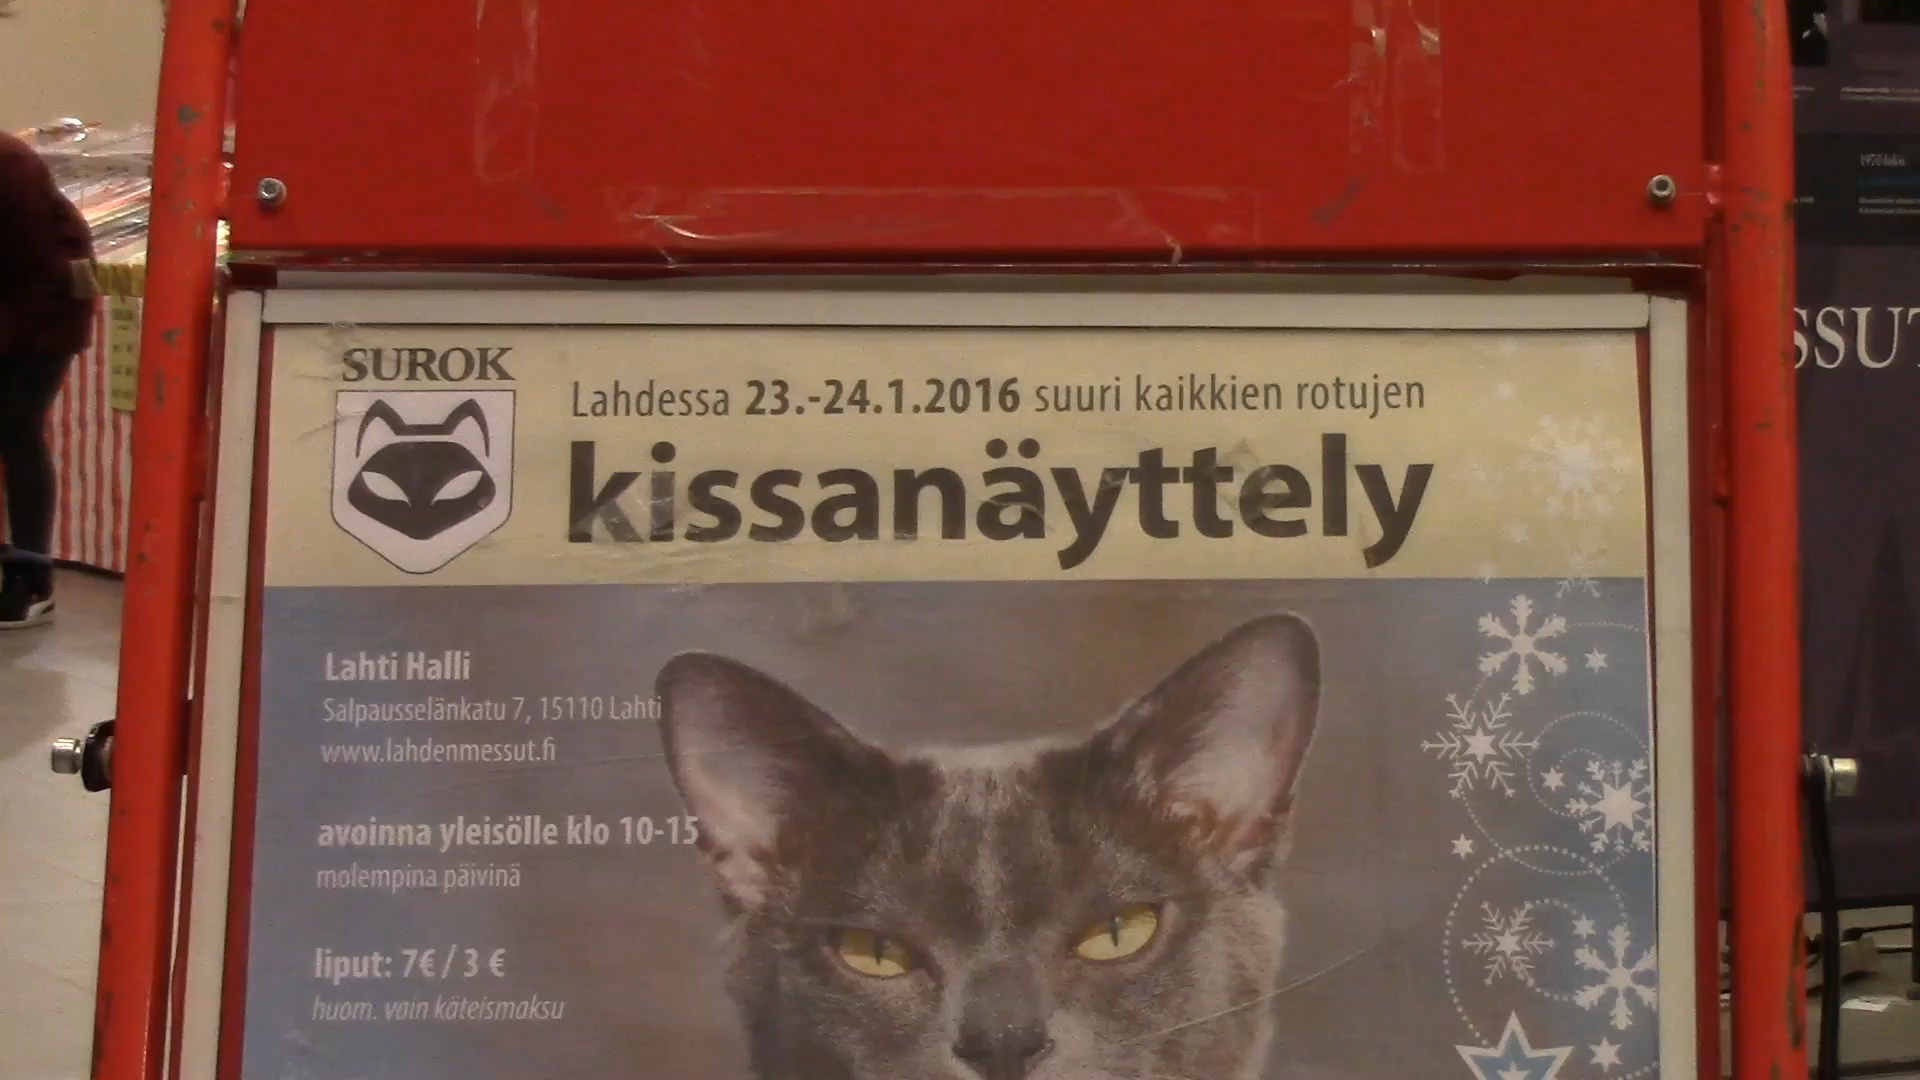 SUROK
Lahdessa 23.-24.1.2016 suuri kaikkien rotujen
kissanäyttely
Lahti Halli
Salpausselänkatu 7, 15110 Lahti
www.lahdenmessut.fi
avoinna yleisölle klo 10-15
molempina päivinä
liput: 7€ / 3 €
huom. vain käteismaksu
SSUT